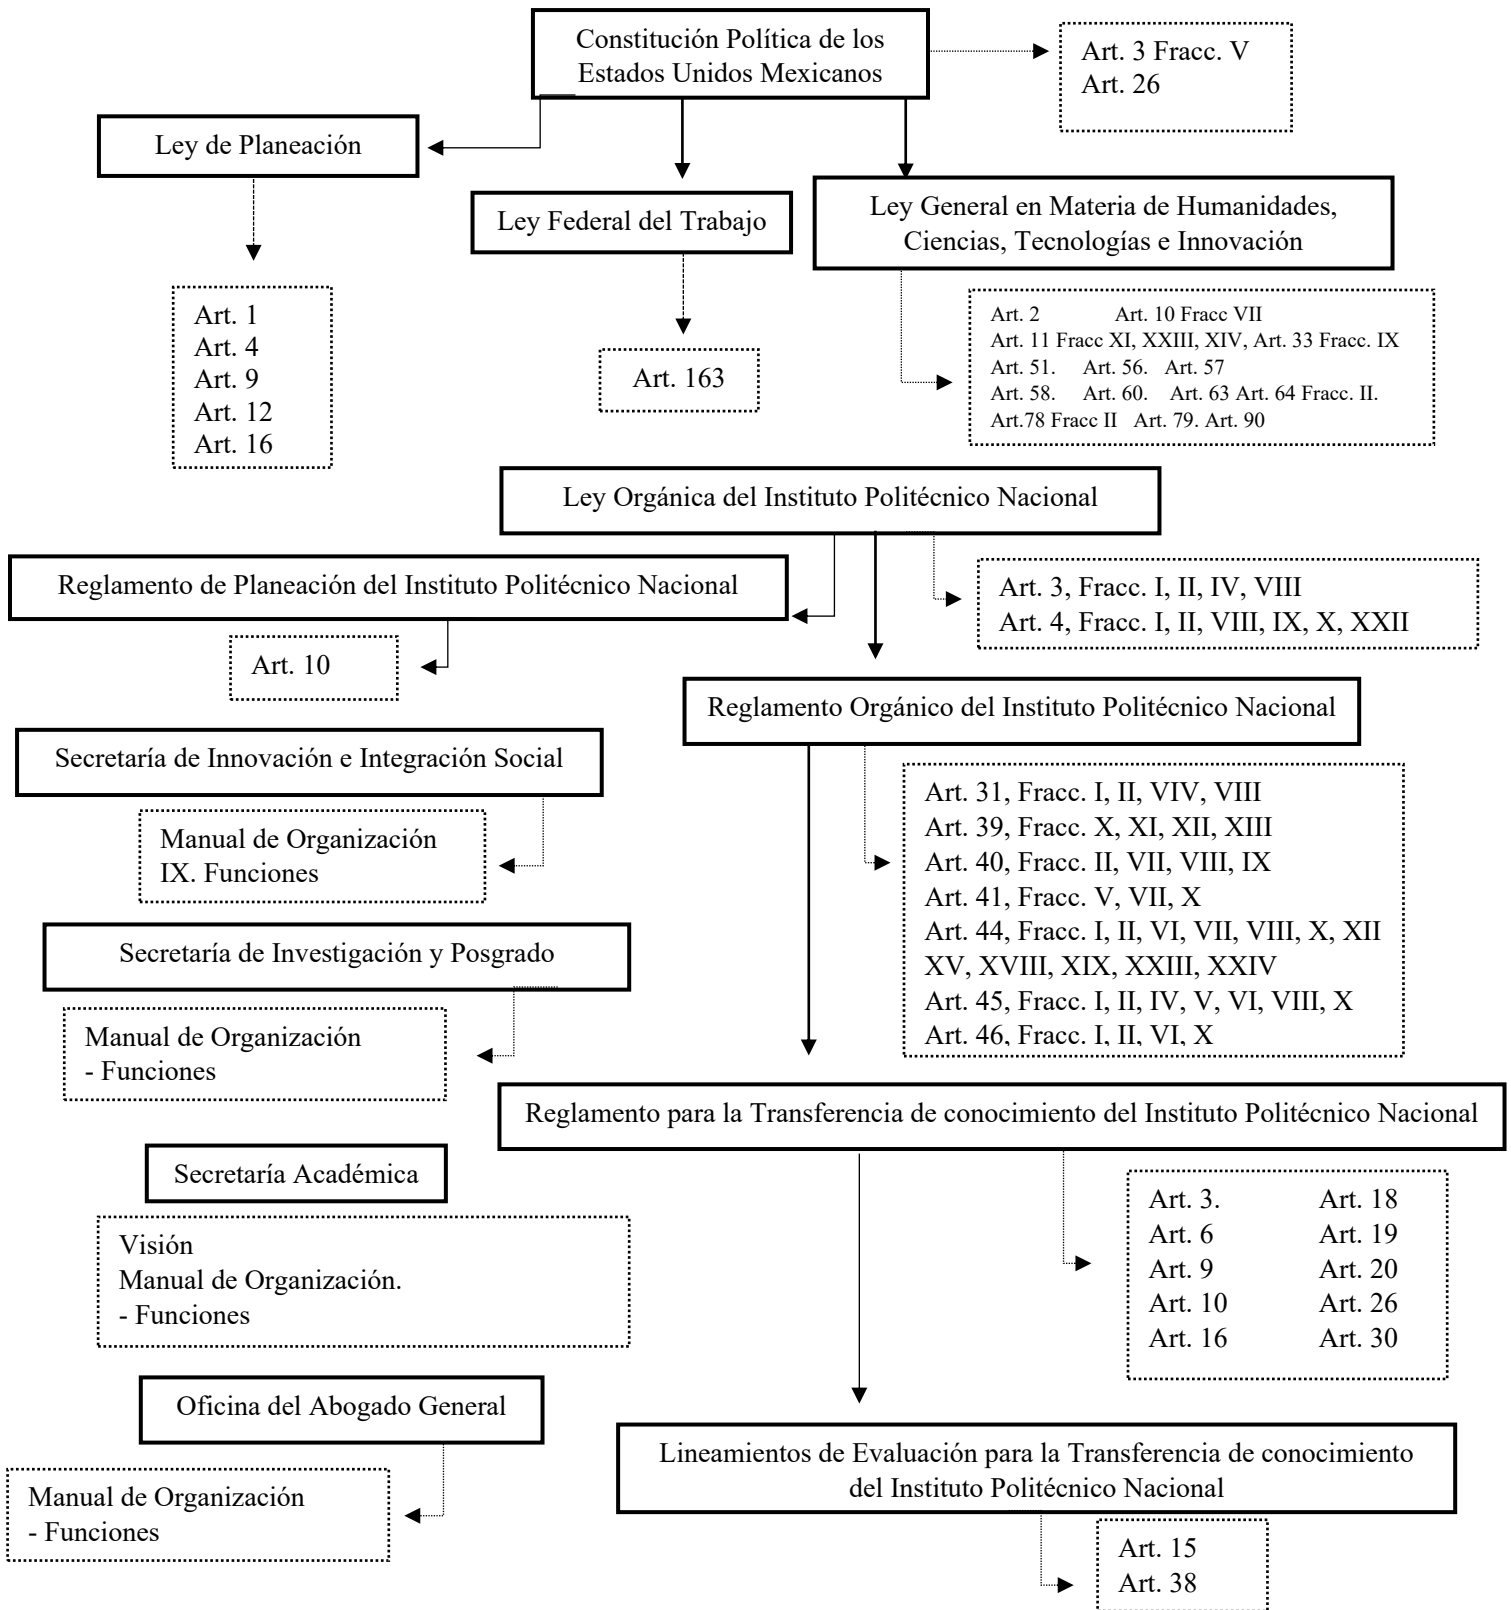 Constitución Política de los
Estados Unidos Mexicanos
Art. 3 Fracc. V
Art. 26
Ley de Planeación
Ley Federal del Trabajo
Ley General en Materia de Humanidades,
Ciencias, Tecnologías e Innovación
Art. 1
Art. 4
Art. 9
Art. 12
Art. 16
Art. 163
Art. 2 Art. 10 Fracc VII
Art. 11 Fracc XI, XXIII, XIV, Art. 33 Fracc. IX
Art. 51. Art. 56. Art. 57
Art. 58. Art. 60. Art. 63 Art. 64 Fracc. II.
Art.78 Fracc II Art. 79. Art. 90
Ley Orgánica del Instituto Politécnico Nacional
Reglamento de Planeación del Instituto Politécnico Nacional
Art. 3, Fracc. I, II, IV, VIII
Art. 4, Fracc. I, II, VIII, IX, X, XXII
Art. 10
Reglamento Orgánico del Instituto Politécnico Nacional
Secretaría de Innovación e Integración Social
Manual de Organización
IX. Funciones
Art. 31, Fracc. I, II, VIV, VIII
Art. 39, Fracc. X, XI, XII, XIII
Art. 40, Fracc. II, VII, VIII, IX
Art. 41, Fracc. V, VII, X
Art. 44, Fracc. I, II, VI, VII, VIII, X, XII
XV, XVIII, XIX, XXIII, XXIV
Art. 45, Fracc. I, II, IV, V, VI, VIII, X
Art. 46, Fracc. I, II, VI, X
Secretaría de Investigación y Posgrado
Manual de Organización
- Funciones
Reglamento para la Transferencia de conocimiento del Instituto Politécnico Nacional
Secretaría Académica
Visión
Manual de Organización.
- Funciones
Art. 3. Art. 18
Art. 6 Art. 19
Art. 9 Art. 20
Art. 10 Art. 26
Art. 16 Art. 30
Oficina del Abogado General
Manual de Organización
- Funciones
Lineamientos de Evaluación para la Transferencia de conocimiento
del Instituto Politécnico Nacional
Art. 15
Art. 38